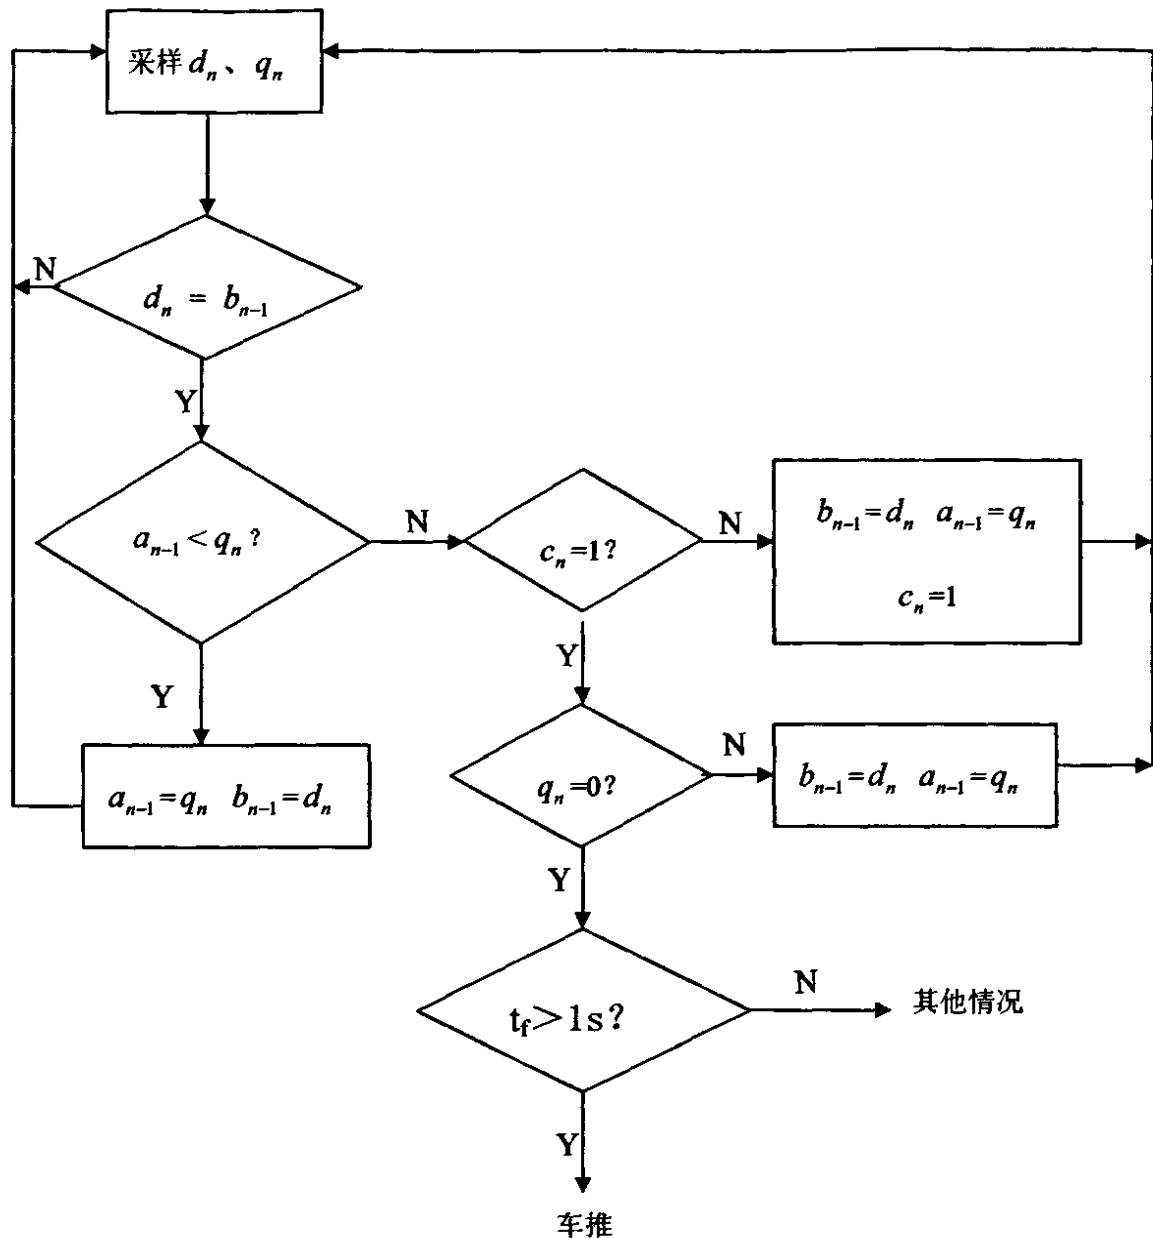 采样 dₙ、qₙ
N
dₙ = bₙ₋₁
Y
aₙ₋₁ < qₙ？
N
cₙ=1？
N
bₙ₋₁=dₙ aₙ₋₁=qₙ
cₙ=1
Y
Y
aₙ₋₁=qₙ bₙ₋₁=dₙ
qₙ=0？
N
bₙ₋₁=dₙ aₙ₋₁=qₙ
Y
t_f＞1s？
N
其他情况
Y
车推